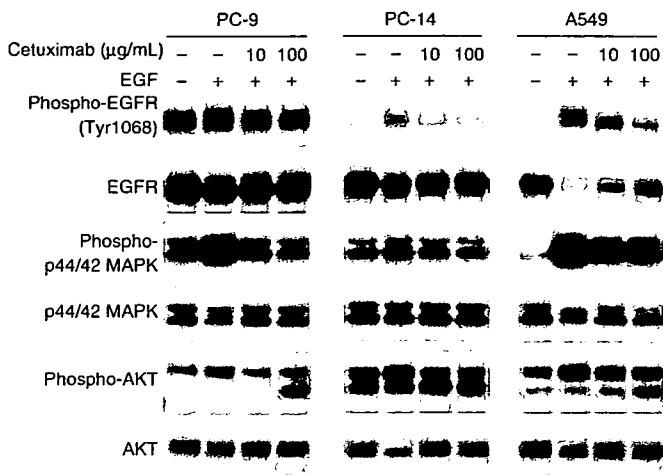 PC-9 PC-14 A549
Cetuximab (μg/mL) – – 10 100 – – 10 100 – – 10 100
EGF – + + + – + + + – + + +
Phospho-EGFR
(Tyr1068)
EGFR
Phospho-
p44/42 MAPK
p44/42 MAPK
Phospho-AKT
AKT